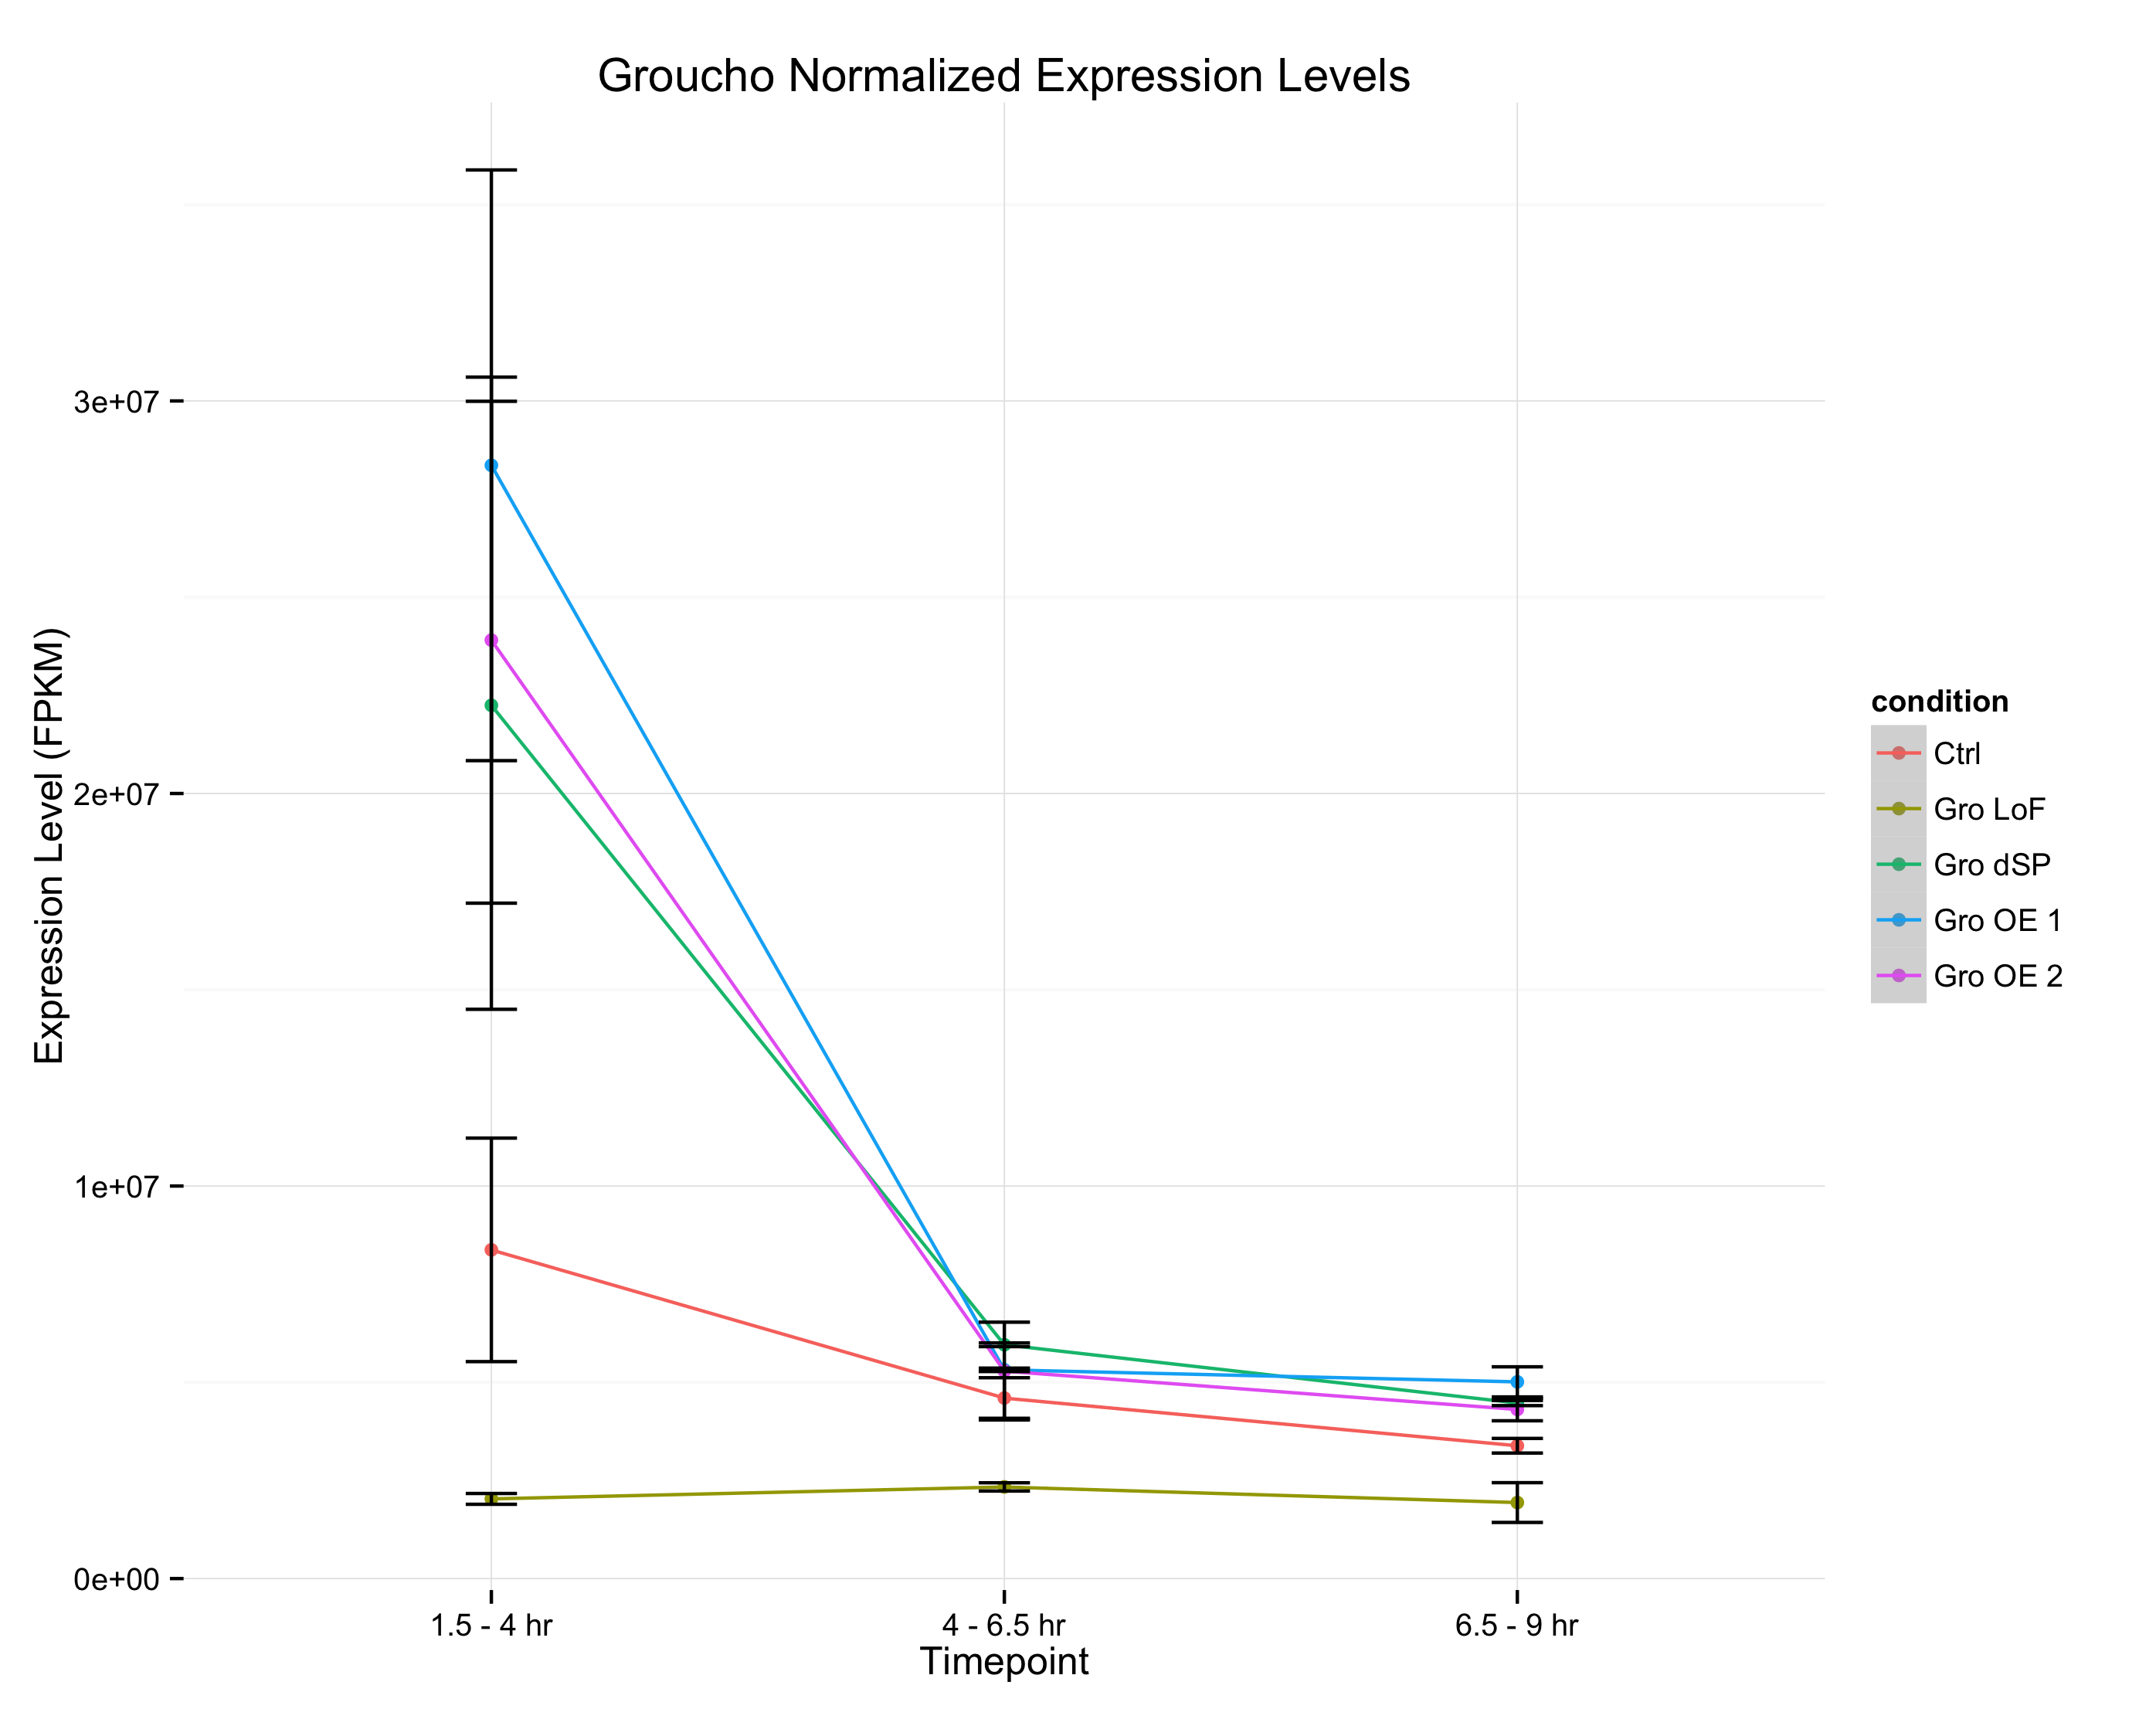 Groucho Normalized Expression Levels
Expression Level (FPKM)
3e+07
2e+07
1e+07
0e+00
1.5 - 4 hr
4 - 6.5 hr
6.5 - 9 hr
Timepoint
condition
Ctrl
Gro LoF
Gro dSP
Gro OE 1
Gro OE 2